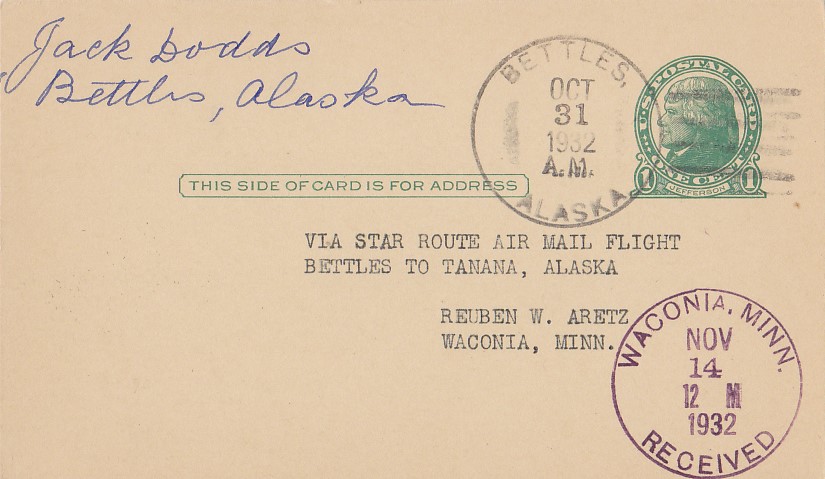 Jack Dodds
Bettles, Alaska
BETTLES,
OCT
31
1932
A.M.
ALASKA
U.S. POSTAL CARD
ONE CENT
1 JEFFERSON 1
THIS SIDE OF CARD IS FOR ADDRESS
VIA STAR ROUTE AIR MAIL FLIGHT
BETTLES TO TANANA, ALASKA
REUBEN W. ARETZ
WACONIA, MINN.
WACONIA, MINN.
NOV
14
12 M
1932
RECEIVED